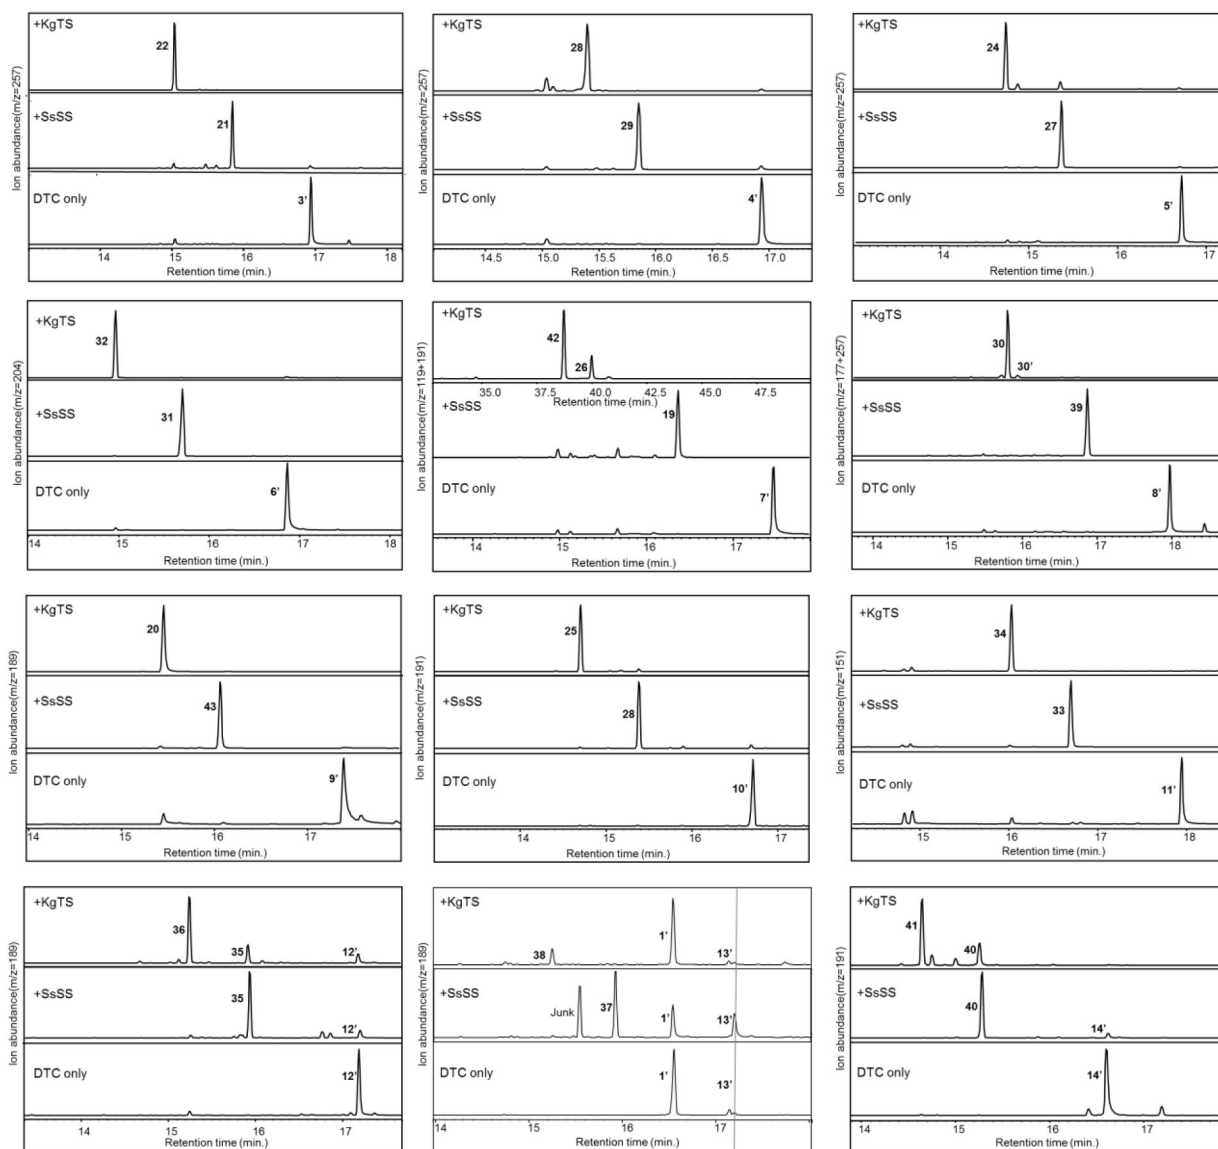 Ion abundance(m/z=257)
+KgTS
22
+SsSS
21
DTC only
3'
14 15 16 17 18
Retention time (min.)
Ion abundance(m/z=257)
+KgTS
28
+SsSS
29
DTC only
4'
14.5 15.0 15.5 16.0 16.5 17.0
Retention time (min.)
Ion abundance(m/z=257)
+KgTS
24
+SsSS
27
DTC only
5'
14 15 16 17
Retention time (min.)
Ion abundance(m/z=204)
+KgTS
32
+SsSS
31
DTC only
6'
14 15 16 17 18
Retention time (min.)
Ion abundance(m/z=119+191)
+KgTS
42
26
35.0 37.5 40.0 42.5 45.0 47.5
Retention time (min.)
+SsSS
19
DTC only
7'
15 16 17
Retention time (min.)
Ion abundance(m/z=177+257)
+KgTS
30
30'
+SsSS
39
DTC only
8'
14 15 16 17 18
Retention time (min.)
Ion abundance(m/z=189)
+KgTS
20
+SsSS
43
DTC only
9'
14 15 16 17
Retention time (min.)
Ion abundance(m/z=191)
+KgTS
25
+SsSS
28
DTC only
10'
14 15 16 17
Retention time (min.)
Ion abundance(m/z=151)
+KgTS
34
+SsSS
33
DTC only
11'
15 16 17 18
Retention time (min.)
Ion abundance(m/z=189)
+KgTS
36
35
12'
+SsSS
35
12'
DTC only
12'
14 15 16 17
Retention time (min.)
Ion abundance(m/z=189)
+KgTS
38
1'
13'
+SsSS
Junk
37
1'
13'
DTC only
1'
13'
15 16 17 18
Retention time (min.)
Ion abundance(m/z=191)
+KgTS
41
40
+SsSS
40
14'
DTC only
14'
14 15 16 17
Retention time (min.)